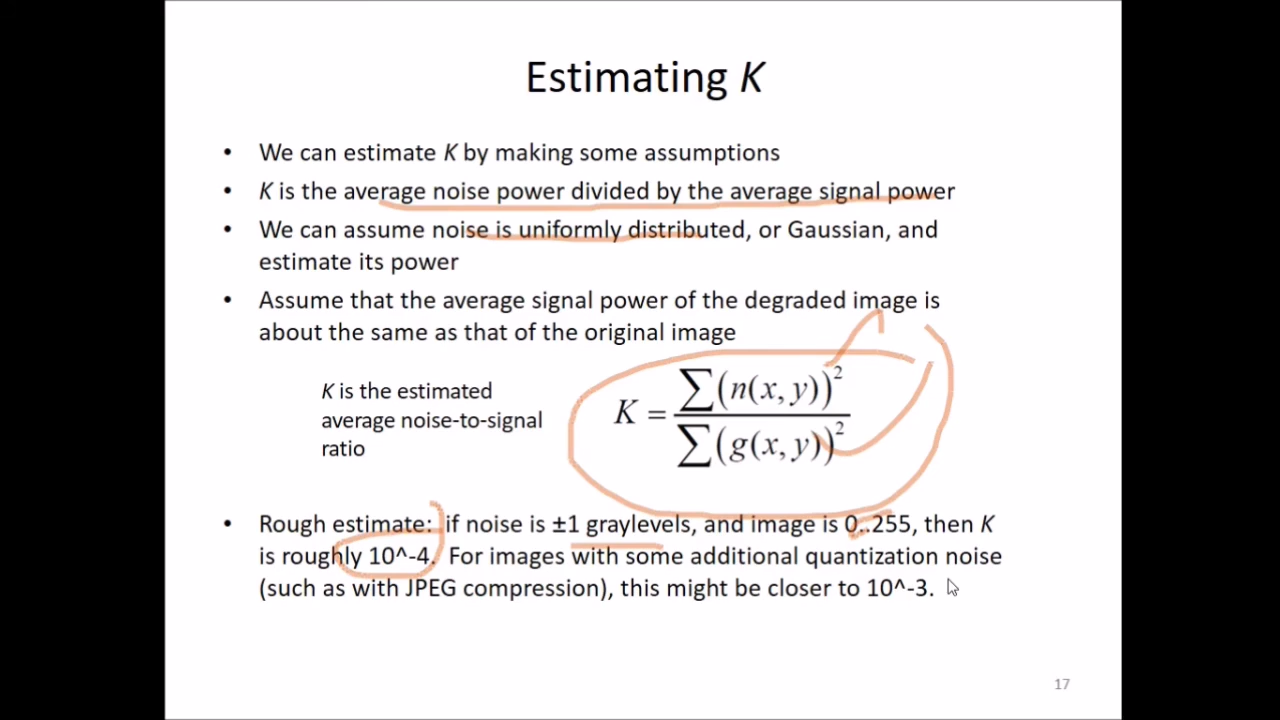 Estimating K
• We can estimate K by making some assumptions
• K is the average noise power divided by the average signal power
• We can assume noise is uniformly distributed, or Gaussian, and
estimate its power
• Assume that the average signal power of the degraded image is
about the same as that of the original image
K is the estimated
average noise-to-signal
ratio
K = ∑(n(x, y))² / ∑(g(x, y))²
• Rough estimate: if noise is ±1 graylevels, and image is 0..255, then K
is roughly 10^-4. For images with some additional quantization noise
(such as with JPEG compression), this might be closer to 10^-3.
17